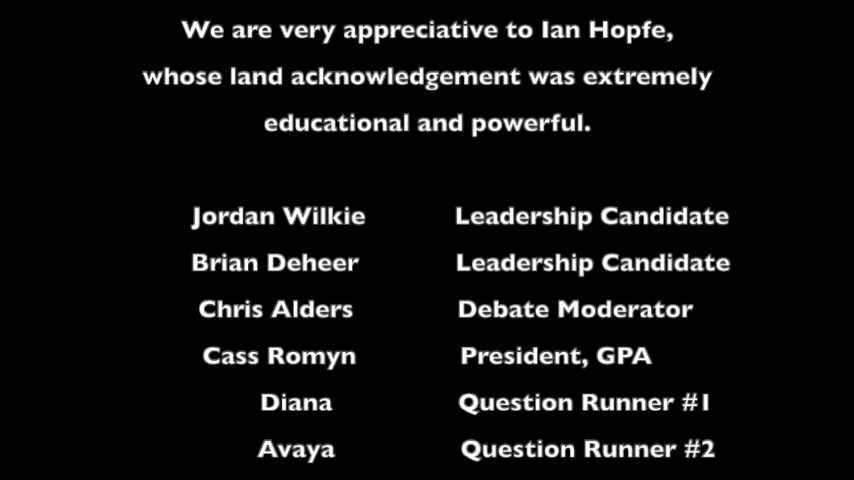 We are very appreciative to Ian Hopfe,
whose land acknowledgement was extremely
educational and powerful.
Jordan Wilkie Leadership Candidate
Brian Deheer Leadership Candidate
Chris Alders Debate Moderator
Cass Romyn President, GPA
Diana Question Runner #1
Avaya Question Runner #2